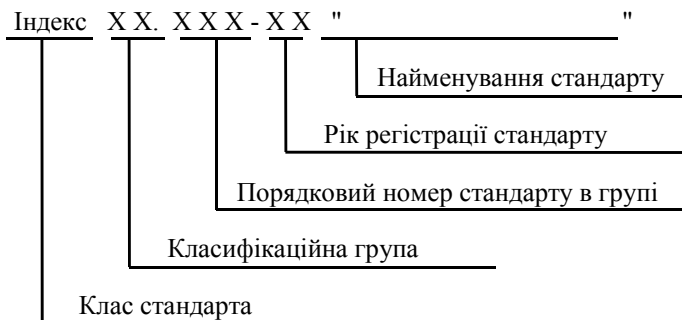 Індекс X X. X X X - X X " "
Найменування стандарту
Рік регістрації стандарту
Порядковий номер стандарту в групі
Класифікаційна група
Клас стандарта